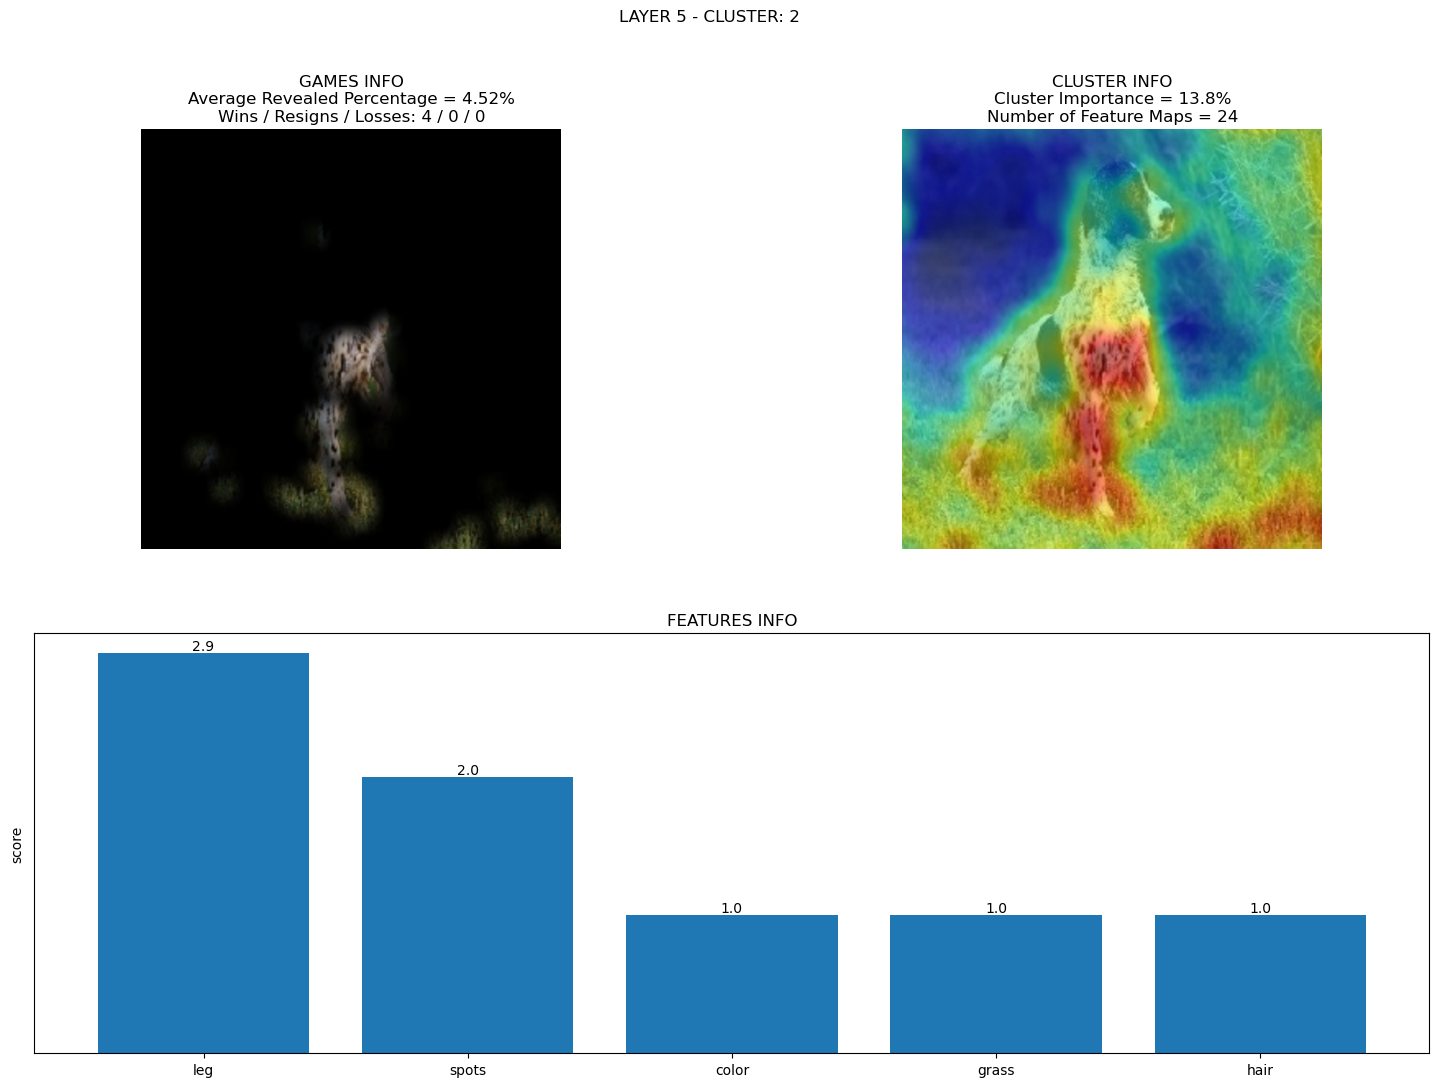 LAYER 5 - CLUSTER: 2
GAMES INFO
Average Revealed Percentage = 4.52%
Wins / Resigns / Losses: 4 / 0 / 0
CLUSTER INFO
Cluster Importance = 13.8%
Number of Feature Maps = 24
FEATURES INFO
score
2.9
2.0
1.0
1.0
1.0
leg
spots
color
grass
hair